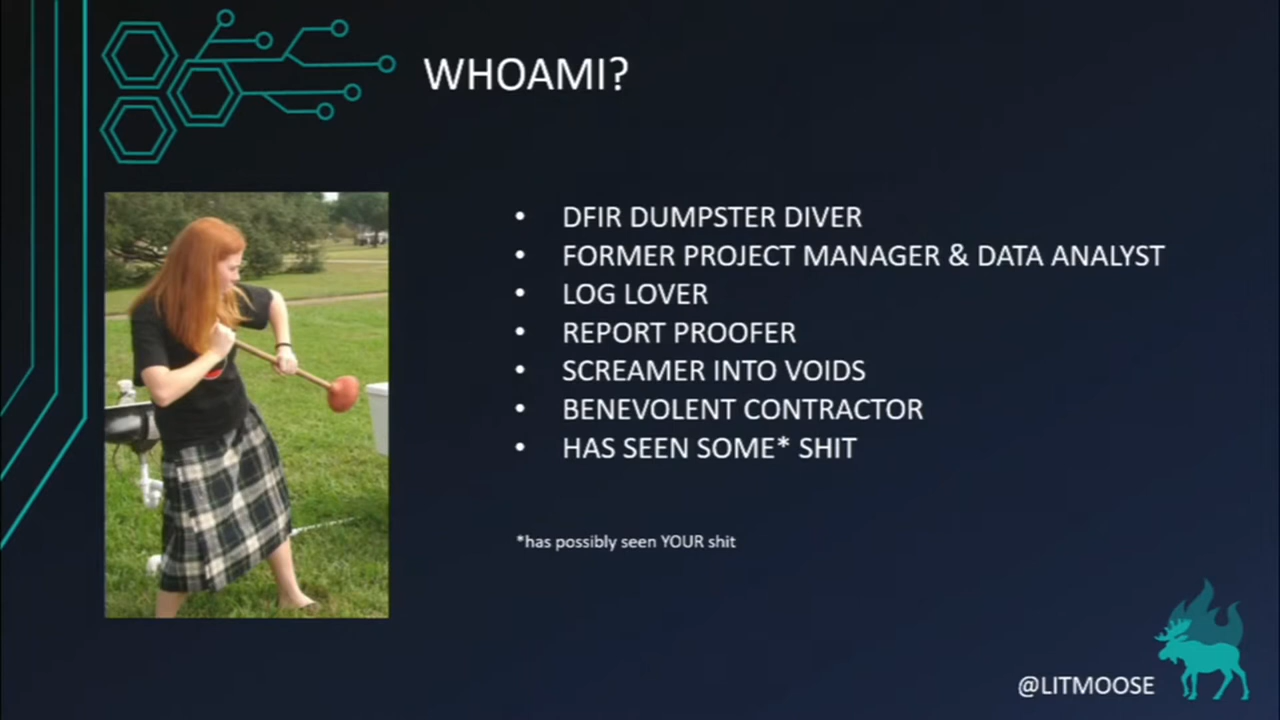 WHOAMI?
• DFIR DUMPSTER DIVER
• FORMER PROJECT MANAGER & DATA ANALYST
• LOG LOVER
• REPORT PROOFER
• SCREAMER INTO VOIDS
• BENEVOLENT CONTRACTOR
• HAS SEEN SOME* SHIT
*has possibly seen YOUR shit
@LITMOOSE